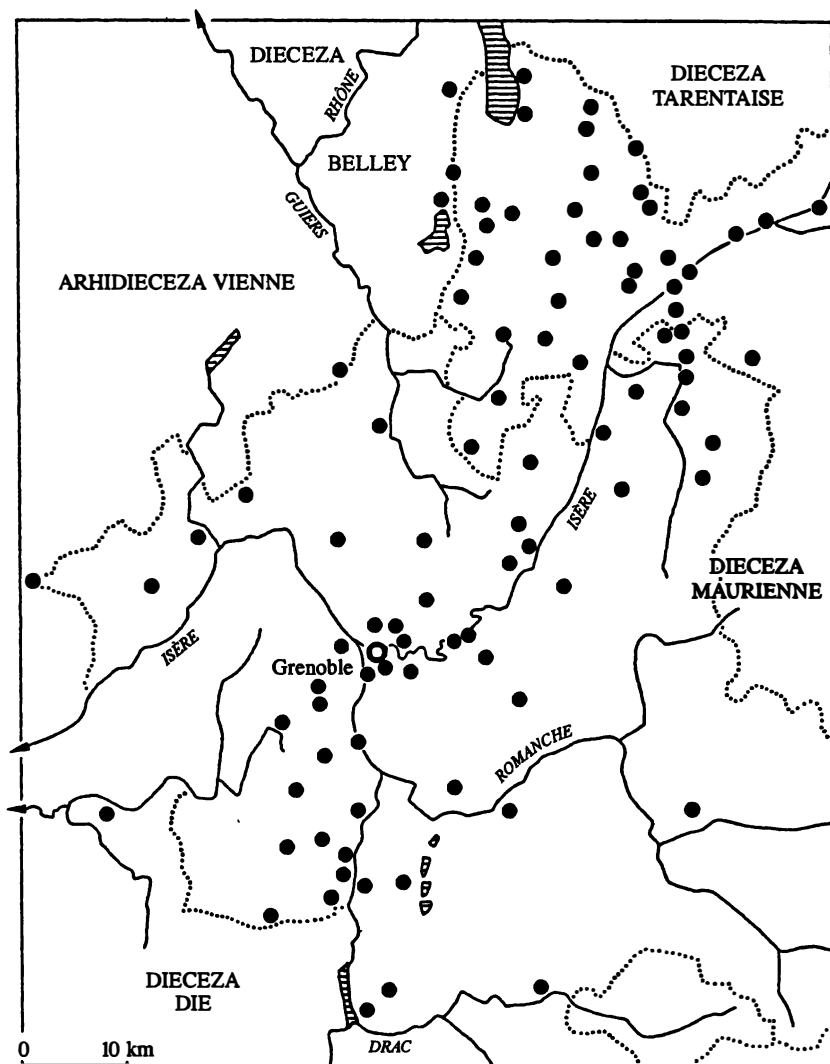 DIECEZA
RHÔNE
BELLEY
DIECEZA
TARENTAISE
GUIERS
ARHIDIECEZA VIENNE
ISÈRE
DIECEZA
MAURIENNE
ISÈRE
Grenoble
ROMANCHE
DIECEZA
DIE
0 10 km
DRAC